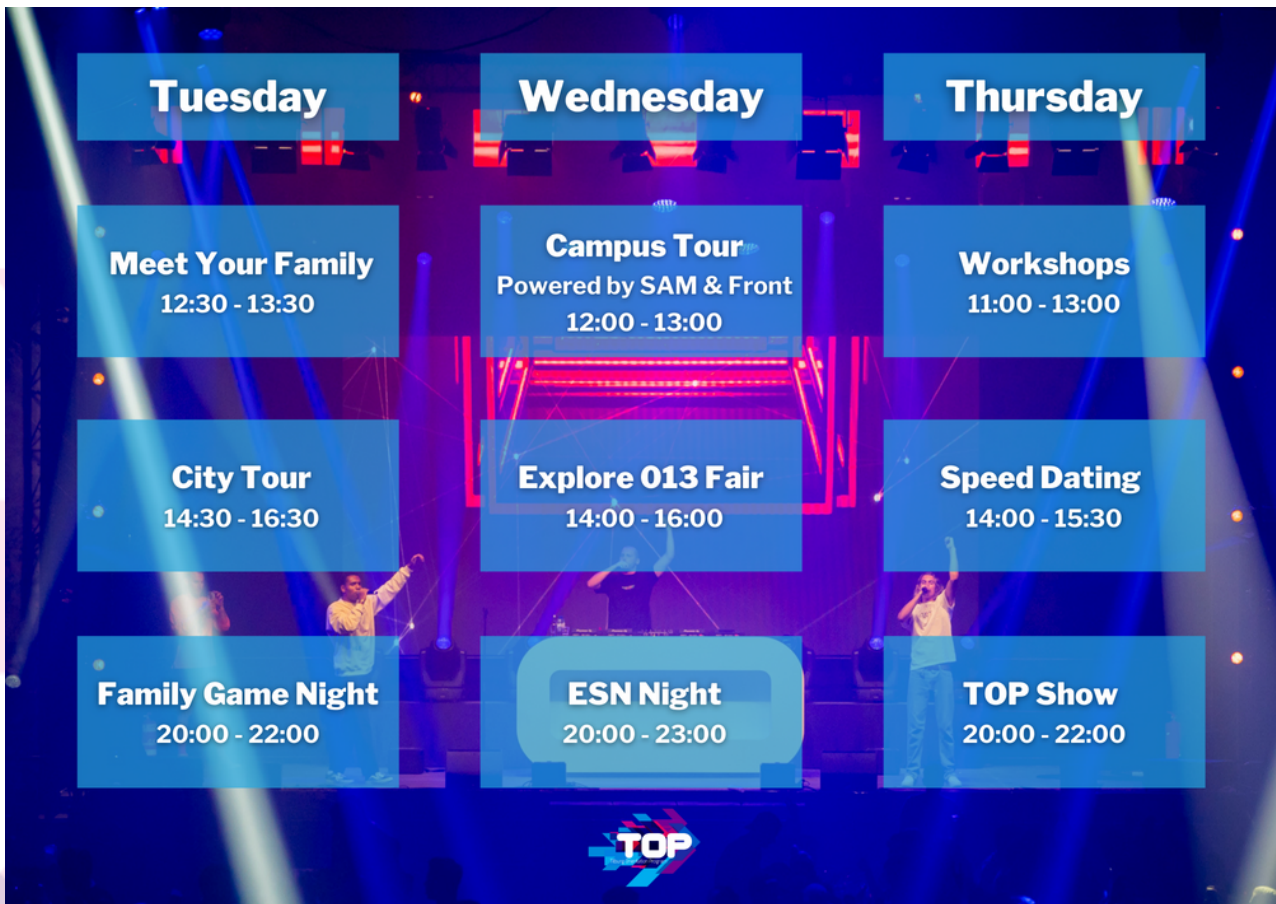 Tuesday
Wednesday
Thursday
Meet Your Family
12:30 - 13:30
Campus Tour
Powered by SAM & Front
12:00 - 13:00
Workshops
11:00 - 13:00
City Tour
14:30 - 16:30
Explore 013 Fair
14:00 - 16:00
Speed Dating
14:00 - 15:30
Family Game Night
20:00 - 22:00
ESN Night
20:00 - 23:00
TOP Show
20:00 - 22:00
TOP